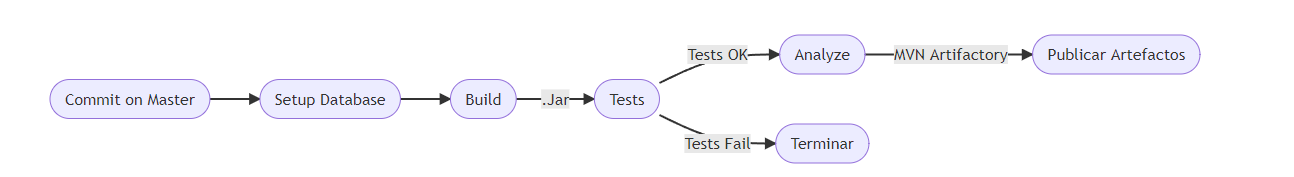 Commit on Master
Setup Database
Build
.Jar
Tests
Tests OK
Analyze
MVN Artifactory
Publicar Artefactos
Tests Fail
Terminar